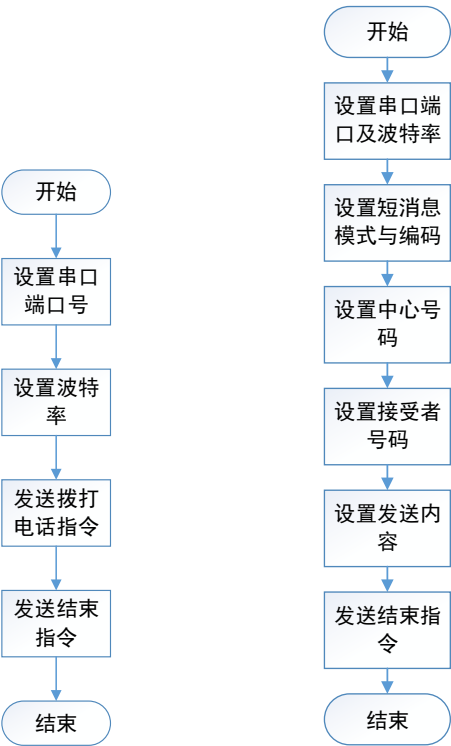 开始
设置串口
端口号
设置波特
率
发送拨打
电话指令
发送结束
指令
结束
开始
设置串口端
口及波特率
设置短消息
模式与编码
设置中心号
码
设置接受者
号码
设置发送内
容
发送结束指
令
结束